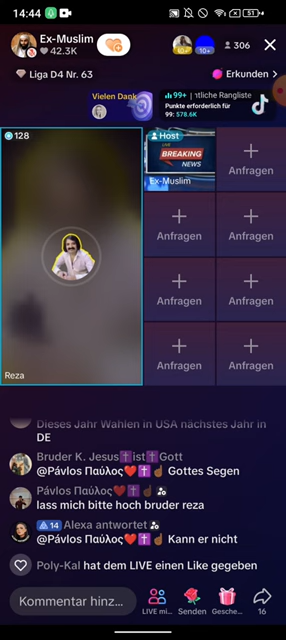 14:44
51+
Ex-Muslim
42.3K
10+
306
Liga D4 Nr. 63
Erkunden
Vielen Dank
99+
tliche Rangliste
Punkte erforderlich für
99: 578.6K
128
Host
LIVE
BREAKING
NEWS
Ex-Muslim
Anfragen
Anfragen
Anfragen
Anfragen
Anfragen
Anfragen
Anfragen
Reza
Dieses Jahr Wahlen in USA nächstes Jahr in
DE
Bruder K. Jesus✝️ist✝️Gott
@Pávlos Παύλος❤️✝️☝🏾 Gottes Segen
Pávlos Παύλος❤️✝️☝🏾
lass mich bitte hoch bruder reza
14 Alexa antwortet
@Pávlos Παύλος❤️✝️☝🏾 Kann er nicht
Poly-Kal hat dem LIVE einen Like gegeben
Kommentar hinz...
LIVE mi...
Senden
Gesche...
16